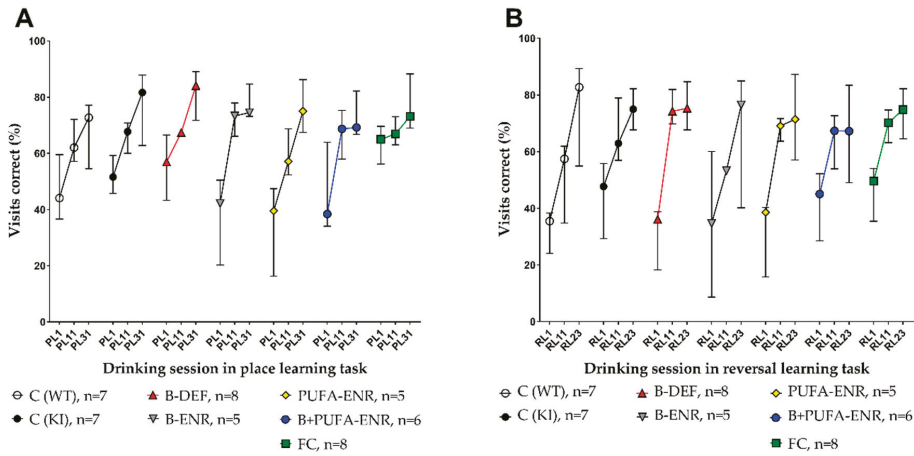 A
Visits correct (%)
100
80
60
40
20
0
PL1 PL11 PL31 PL1 PL11 PL31 PL1 PL11 PL31 PL1 PL11 PL31 PL1 PL11 PL31 PL1 PL11 PL31 PL1 PL11 PL31
Drinking session in place learning task
C (WT), n=7 B-DEF, n=8 PUFA-ENR, n=5
C (KI), n=7 B-ENR, n=5 B+PUFA-ENR, n=6
FC, n=8
B
Visits correct (%)
100
80
60
40
20
0
RL1 RL11 RL23 RL1 RL11 RL23 RL1 RL11 RL23 RL1 RL11 RL23 RL1 RL11 RL23 RL1 RL11 RL23 RL1 RL11 RL23
Drinking session in reversal learning task
C (WT), n=7 B-DEF, n=8 PUFA-ENR, n=5
C (KI), n=7 B-ENR, n=5 B+PUFA-ENR, n=6
FC, n=8